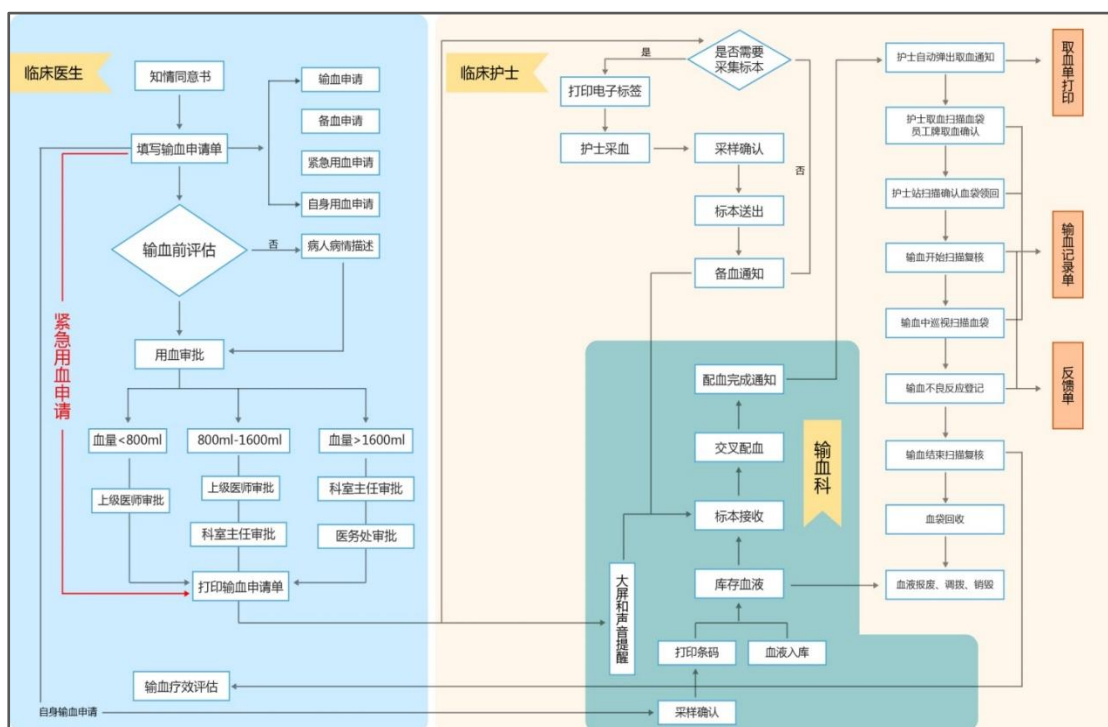 临床医生
知情同意书
填写输血申请单
输血申请
备血申请
紧急用血申请
自身用血申请
输血前评估
否
病人病情描述
紧急用血申请
用血审批
血量<800ml
800ml-1600ml
血量>1600ml
上级医师审批
上级医师审批
科室主任审批
科室主任审批
医务处审批
打印输血申请单
输血疗效评估
自身输血申请
临床护士
是否需要
采集标本
是
否
打印电子标签
护士采血
采样确认
标本送出
备血通知
输血科
配血完成通知
交叉配血
标本接收
库存血液
大屏和声音提醒
打印条码
血液入库
采样确认
护士自动弹出取血通知
护士取血扫描血袋
员工牌取血确认
护士站扫描确认血袋领回
输血开始扫描复核
输血中巡视扫描血袋
输血不良反应登记
输血结束扫描复核
血袋回收
血液报废、调拨、销毁
取血单打印
输血记录单
反馈单